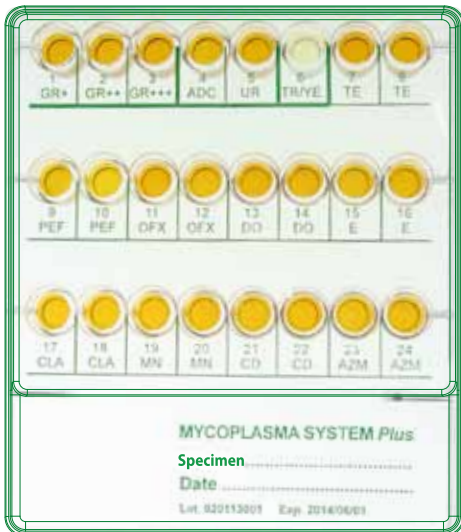 1 2 3 4 5 6 7 8
GR+ GR++ GR+++ ADC UR TR/YE TE TE
9 10 11 12 13 14 15 16
PEF PEF OFX OFX DO DO E E
17 18 19 20 21 22 23 24
CLA CLA MN MN CD CD A2M A2M
MYCOPLASMA SYSTEM Plus
Specimen
Date
Lot. 020113001 Exp. 2014/06/01